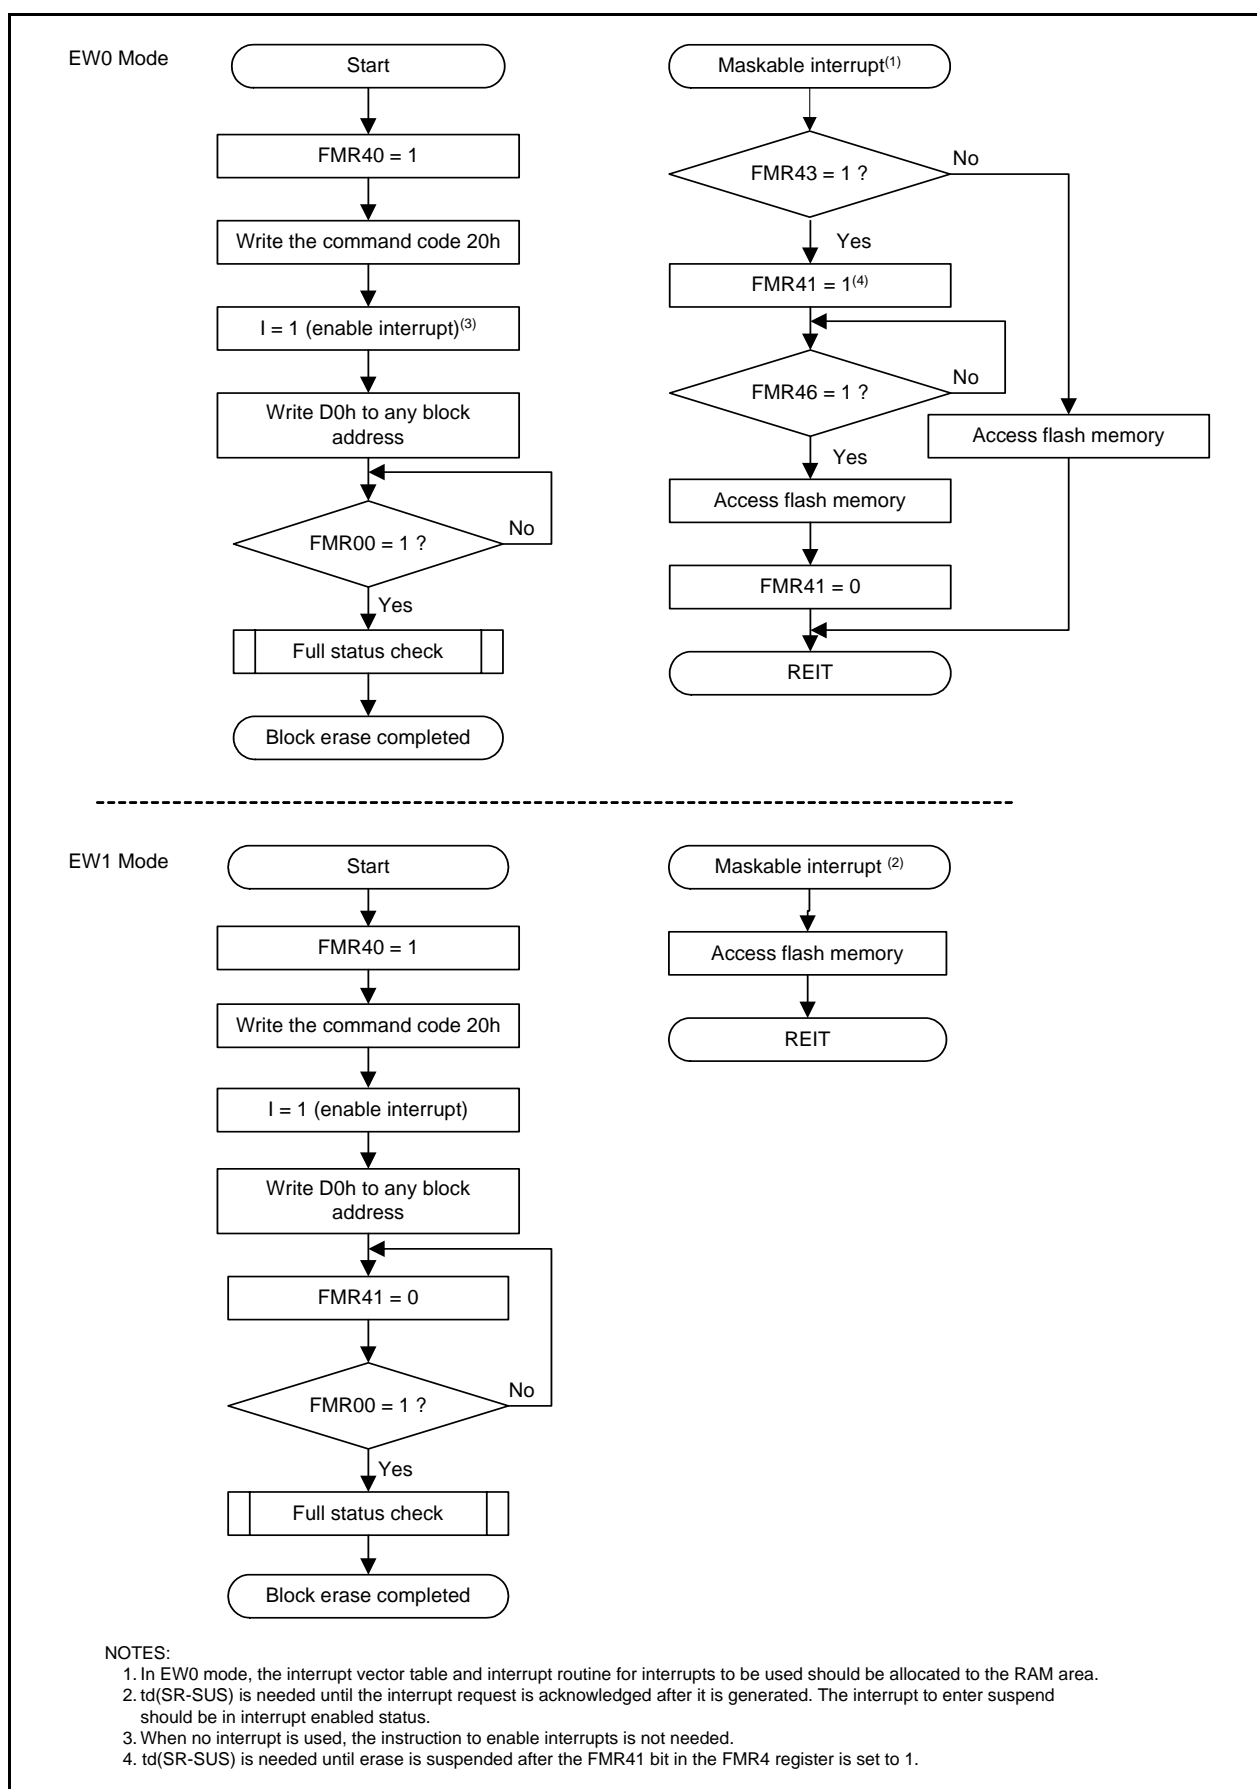 EW0 Mode
Start
FMR40 = 1
Write the command code 20h
I = 1 (enable interrupt)(3)
Write D0h to any block
address
FMR00 = 1 ?
No
Yes
Full status check
Block erase completed
Maskable interrupt(1)
FMR43 = 1 ?
No
Yes
FMR41 = 1(4)
FMR46 = 1 ?
No
Yes
Access flash memory
Access flash memory
FMR41 = 0
REIT
EW1 Mode
Start
FMR40 = 1
Write the command code 20h
I = 1 (enable interrupt)
Write D0h to any block
address
FMR41 = 0
FMR00 = 1 ?
No
Yes
Full status check
Block erase completed
Maskable interrupt (2)
Access flash memory
REIT
NOTES:
1. In EW0 mode, the interrupt vector table and interrupt routine for interrupts to be used should be allocated to the RAM area.
2. td(SR-SUS) is needed until the interrupt request is acknowledged after it is generated. The interrupt to enter suspend
should be in interrupt enabled status.
3. When no interrupt is used, the instruction to enable interrupts is not needed.
4. td(SR-SUS) is needed until erase is suspended after the FMR41 bit in the FMR4 register is set to 1.